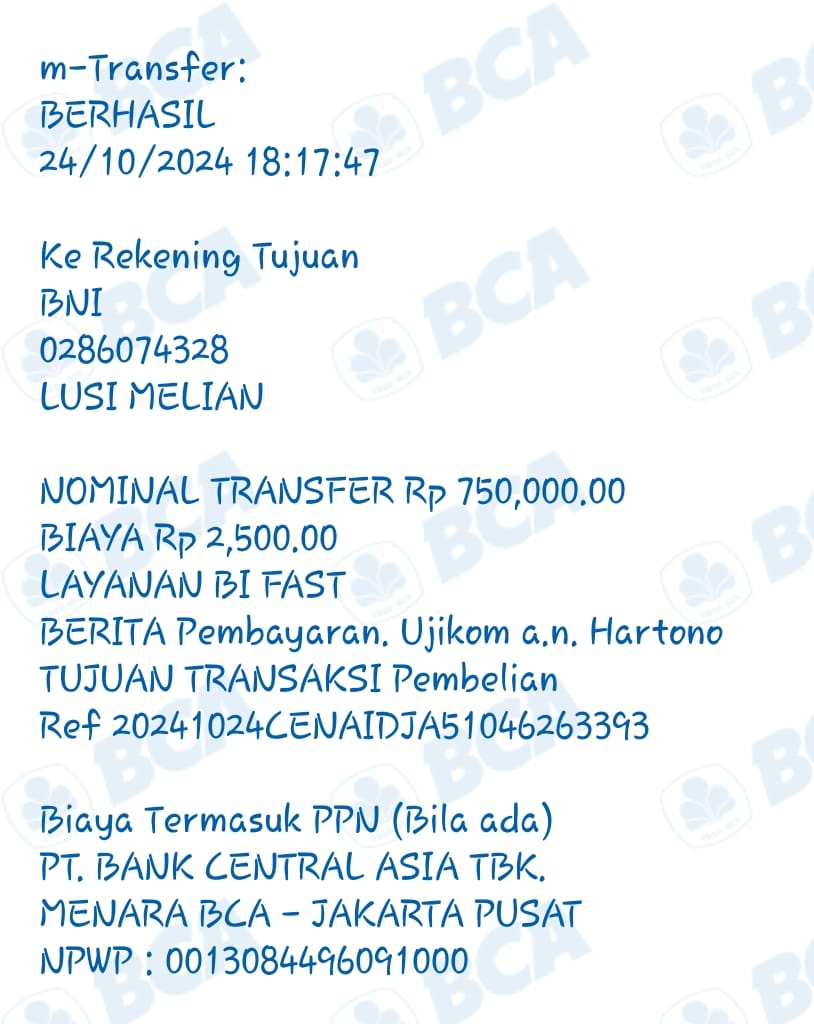 m-Transfer:
BERHASIL
24/10/2024 18:17:47
Ke Rekening Tujuan
BNI
0286074328
LUSI MELIAN
NOMINAL TRANSFER Rp 750,000.00
BIAYA Rp 2,500.00
LAYANAN BI FAST
BERITA Pembayaran. Ujikom a.n. Hartono
TUJUAN TRANSAKSI Pembelian
Ref 20241024CENAIDJA51046263393
Biaya Termasuk PPN (Bila ada)
PT. BANK CENTRAL ASIA TBK.
MENARA BCA - JAKARTA PUSAT
NPWP : 0013084496091000